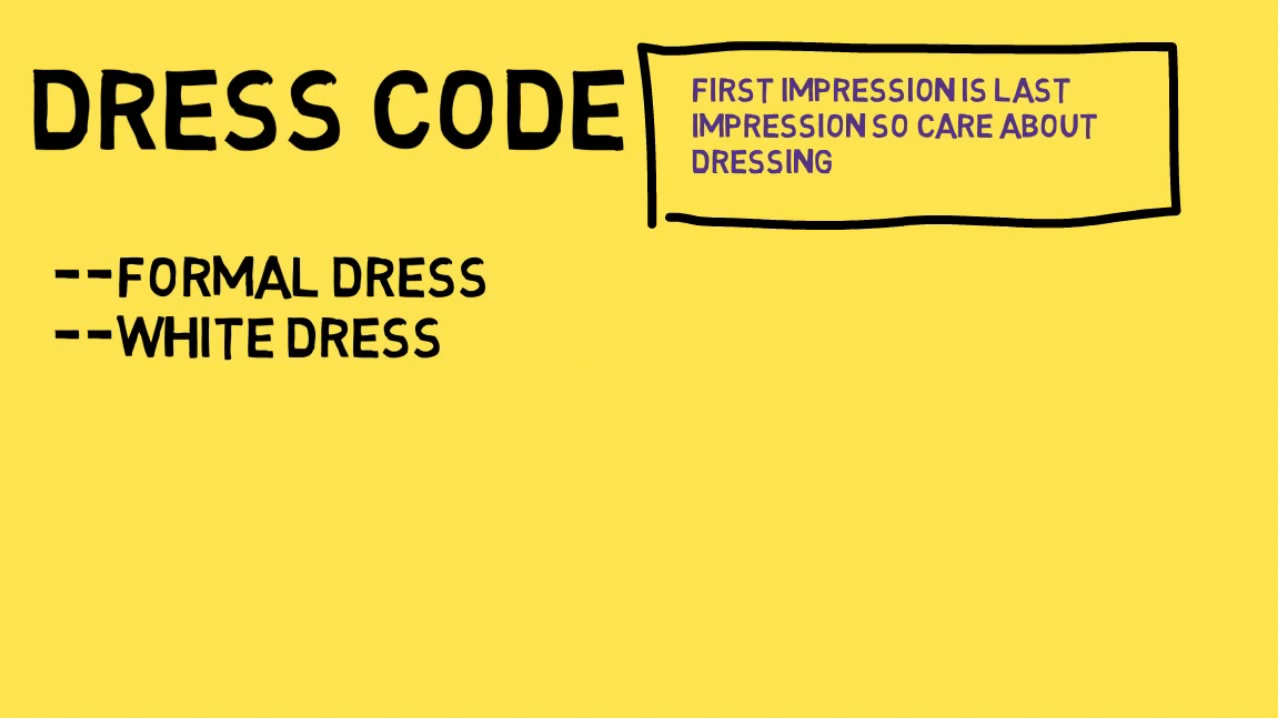 DRESS CODE
FIRST IMPRESSION IS LAST
IMPRESSION SO CARE ABOUT
DRESSING
--FORMAL DRESS
--WHITE DRESS